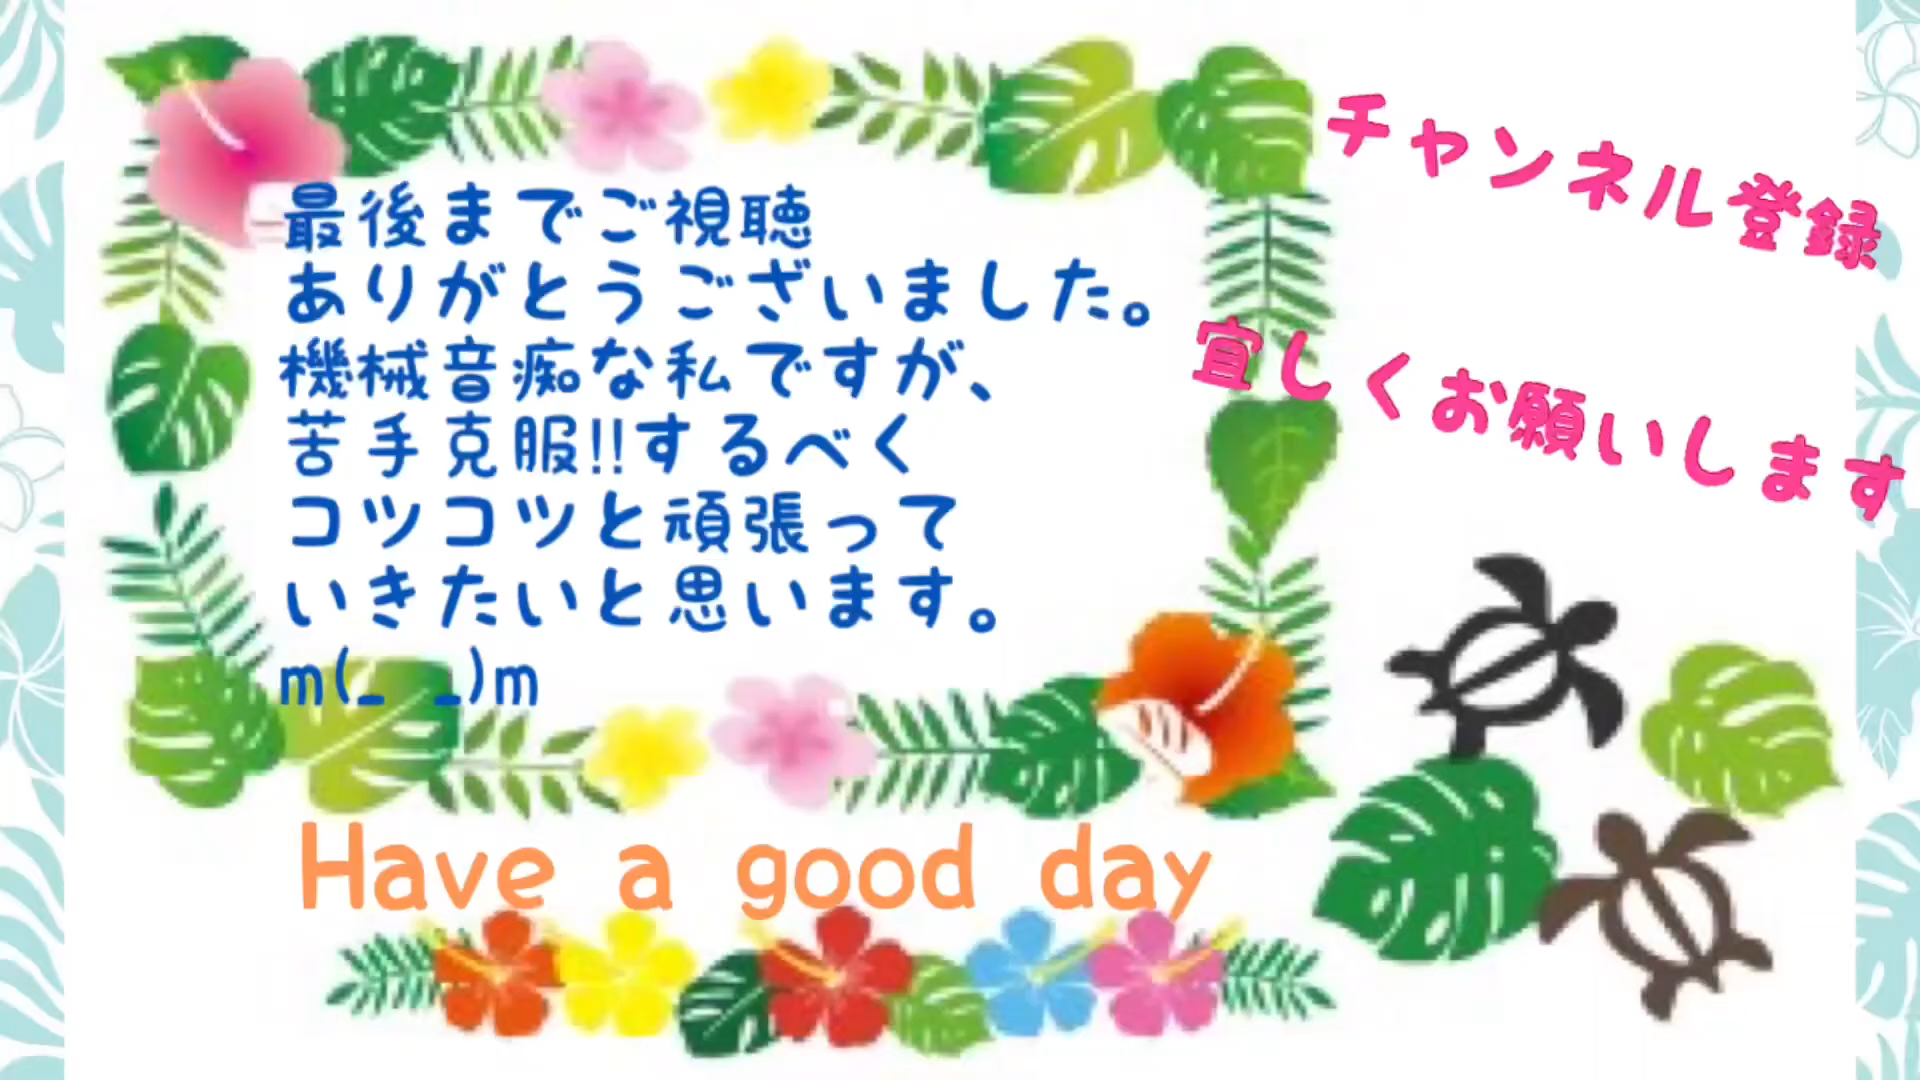 最後までご視聴
ありがとうございました。
機械音痴な私ですが、
苦手克服!!するべく
コツコツと頑張って
いきたいと思います。
m(_ _)m
チャンネル登録
宜しくお願いします
Have a good day